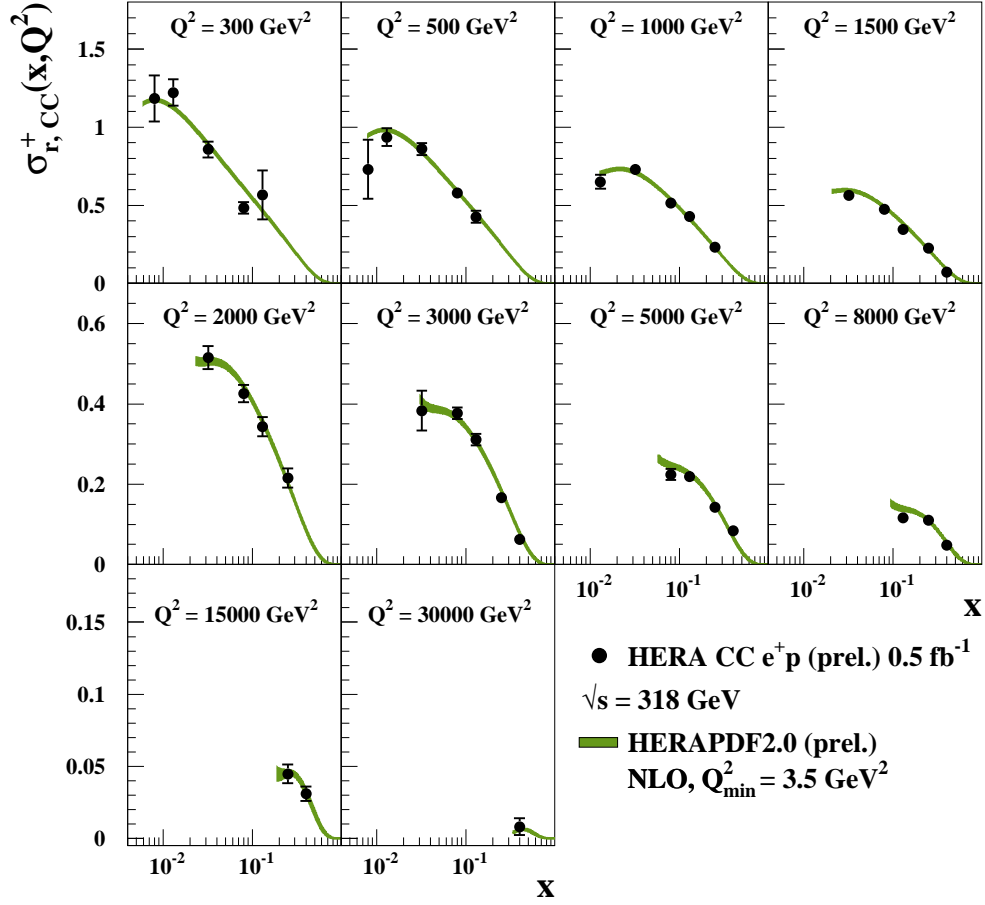 σ⁺r, CC(x,Q²)
Q² = 300 GeV²
Q² = 500 GeV²
Q² = 1000 GeV²
Q² = 1500 GeV²
1.5
1
0.5
0
Q² = 2000 GeV²
Q² = 3000 GeV²
Q² = 5000 GeV²
Q² = 8000 GeV²
0.6
0.4
0.2
0
10⁻²
10⁻¹
10⁻²
10⁻¹
x
Q² = 15000 GeV²
Q² = 30000 GeV²
0.15
0.1
0.05
0
10⁻²
10⁻¹
10⁻²
10⁻¹
x
HERA CC e⁺p (prel.) 0.5 fb⁻¹
√s = 318 GeV
HERAPDF2.0 (prel.)
NLO, Q²min = 3.5 GeV²